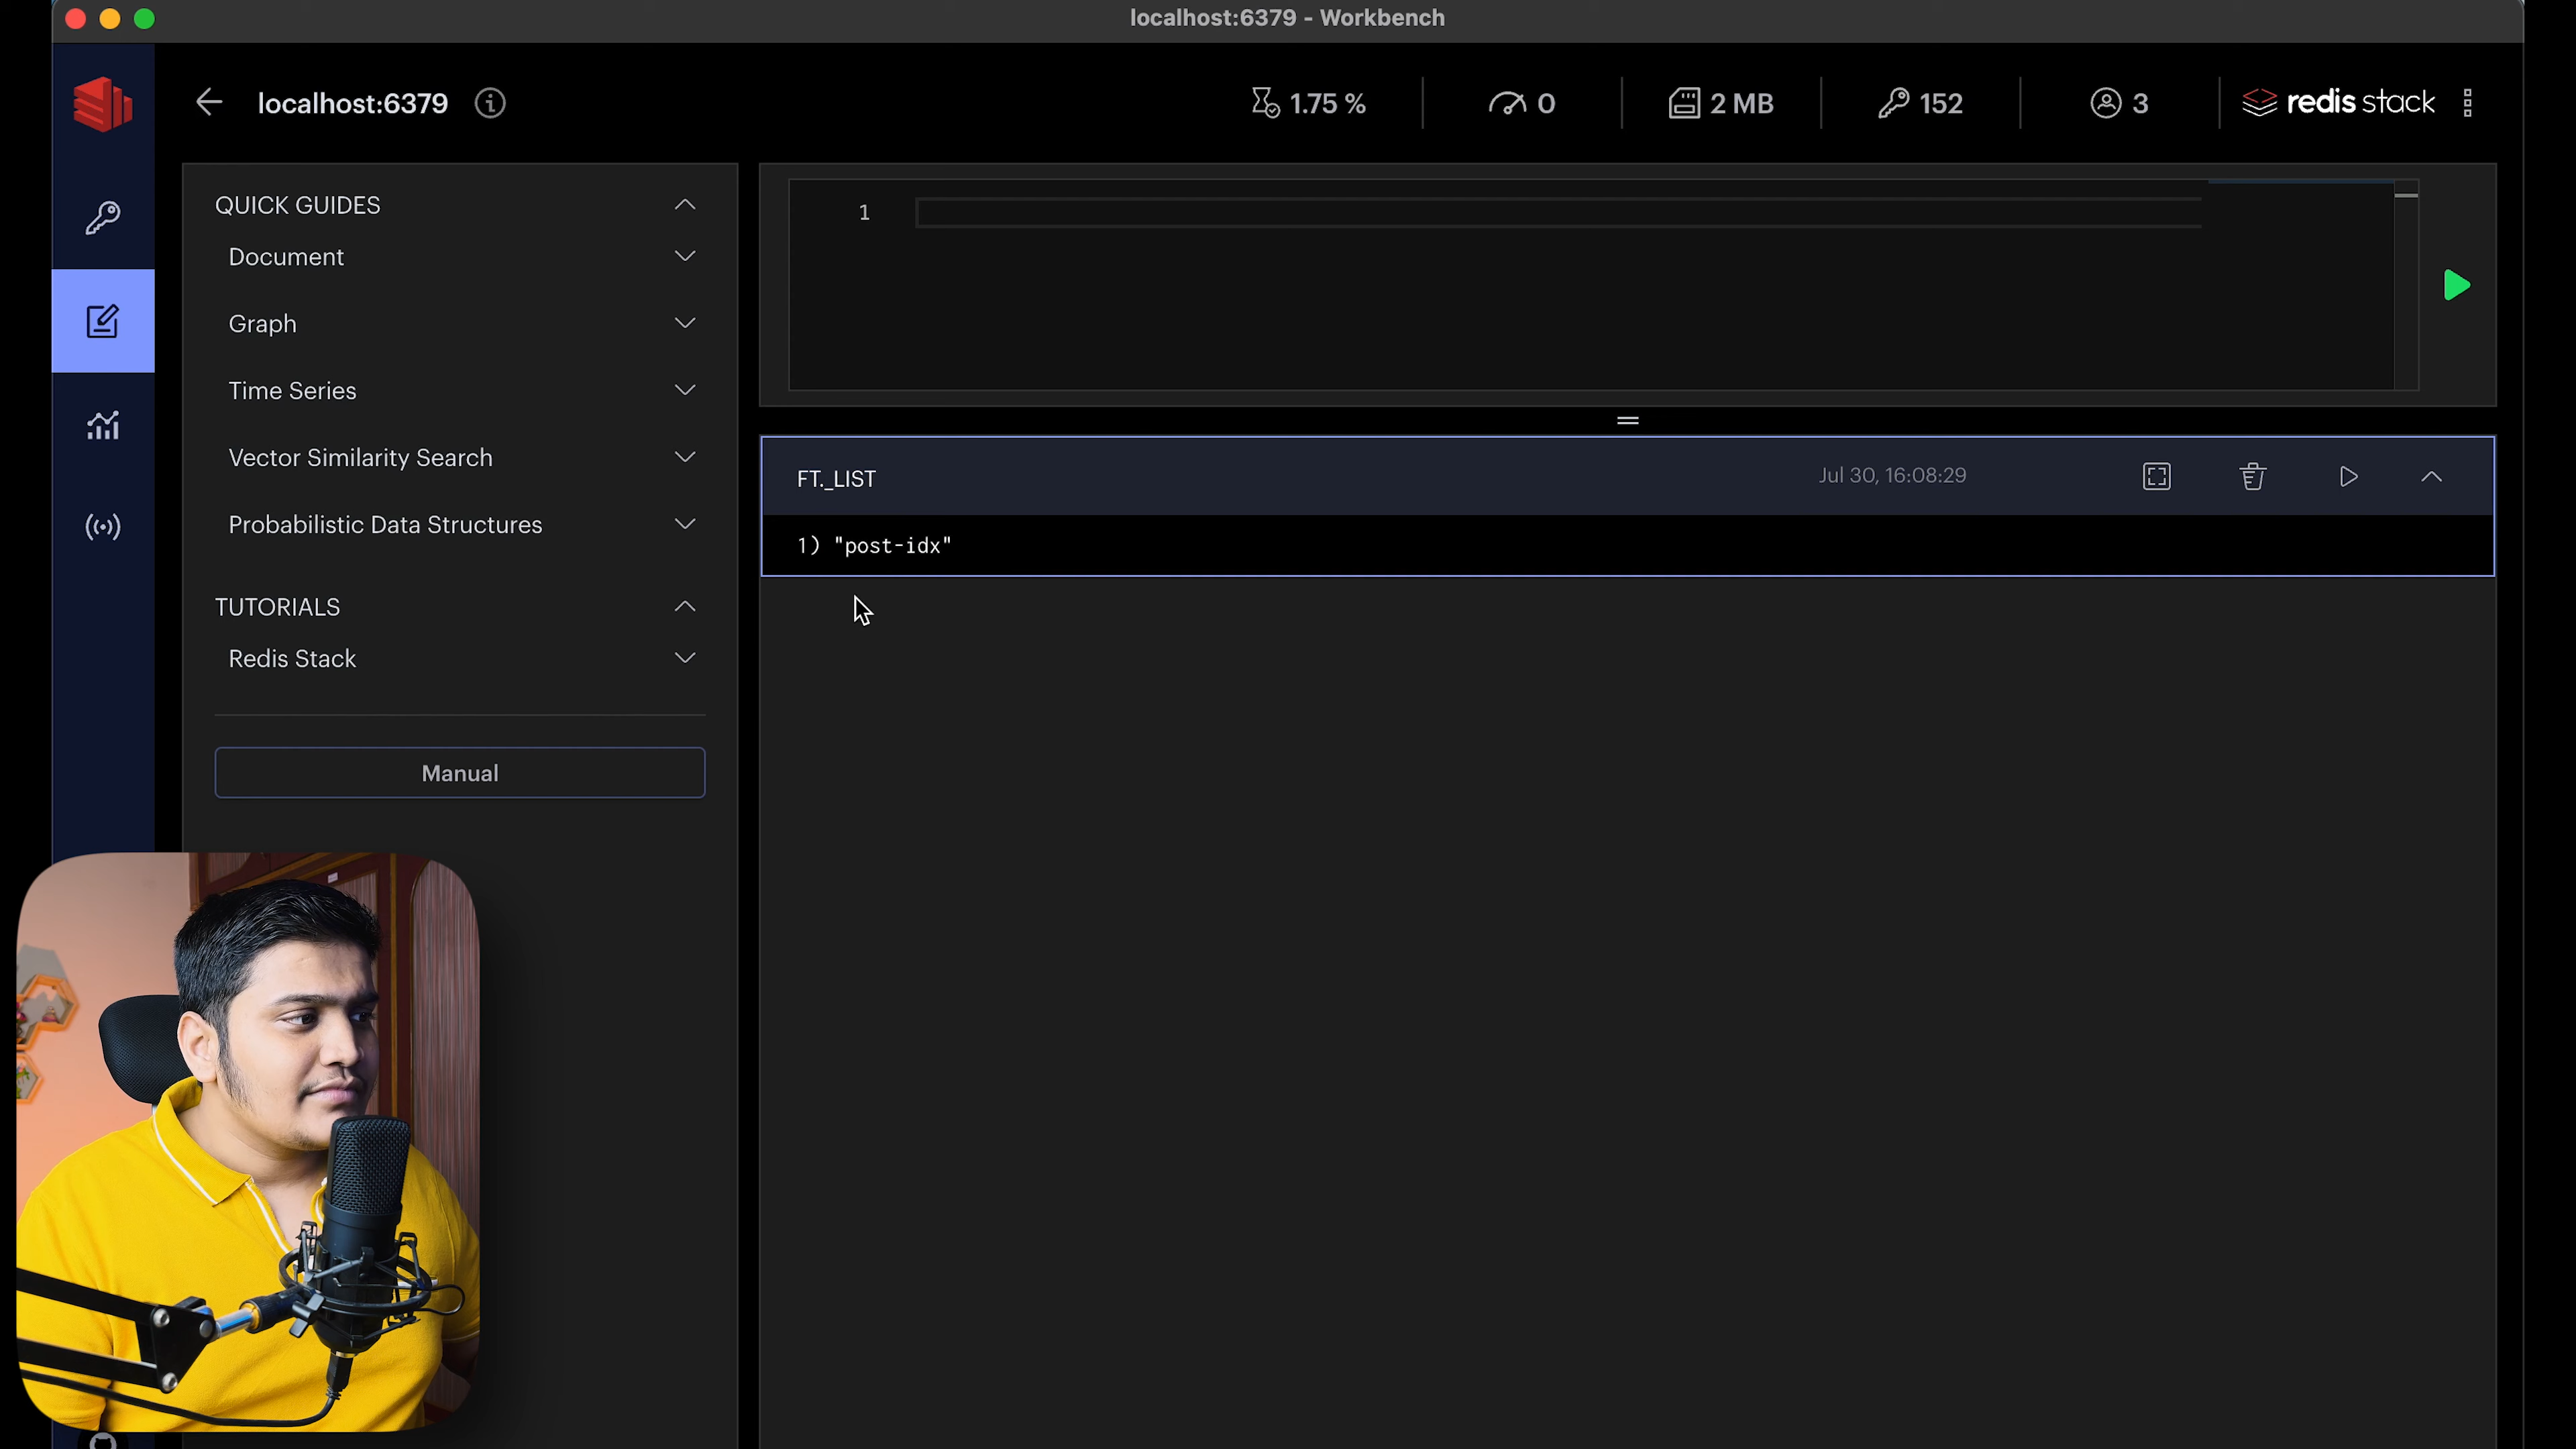 localhost:6379 - Workbench
localhost:6379
1.75 %
0
2 MB
152
3
redis stack
QUICK GUIDES
Document
Graph
Time Series
Vector Similarity Search
Probabilistic Data Structures
TUTORIALS
Redis Stack
Manual
1
FT._LIST
Jul 30, 16:08:29
1) "post-idx"